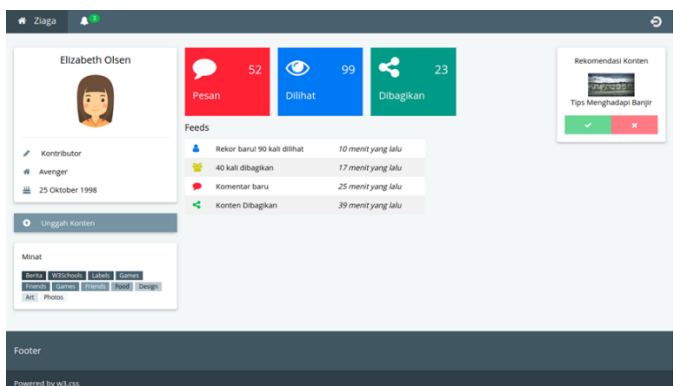 Ziaga 3
Elizabeth Olsen
Kontributor
Avenger
25 Oktober 1998
Unggah Konten
Minat
Berita W3Schools Labels Games
Friends Games Friends Food Design
Art Photos
52
Pesan
99
Dilihat
23
Dibagikan
Feeds
Rekor baru! 90 kali dilihat 10 menit yang lalu
40 kali dibagikan 17 menit yang lalu
Komentar baru 25 menit yang lalu
Konten Dibagikan 39 menit yang lalu
Rekomendasi Konten
Tips Menghadapi Banjir
Footer
Powered by w3.css